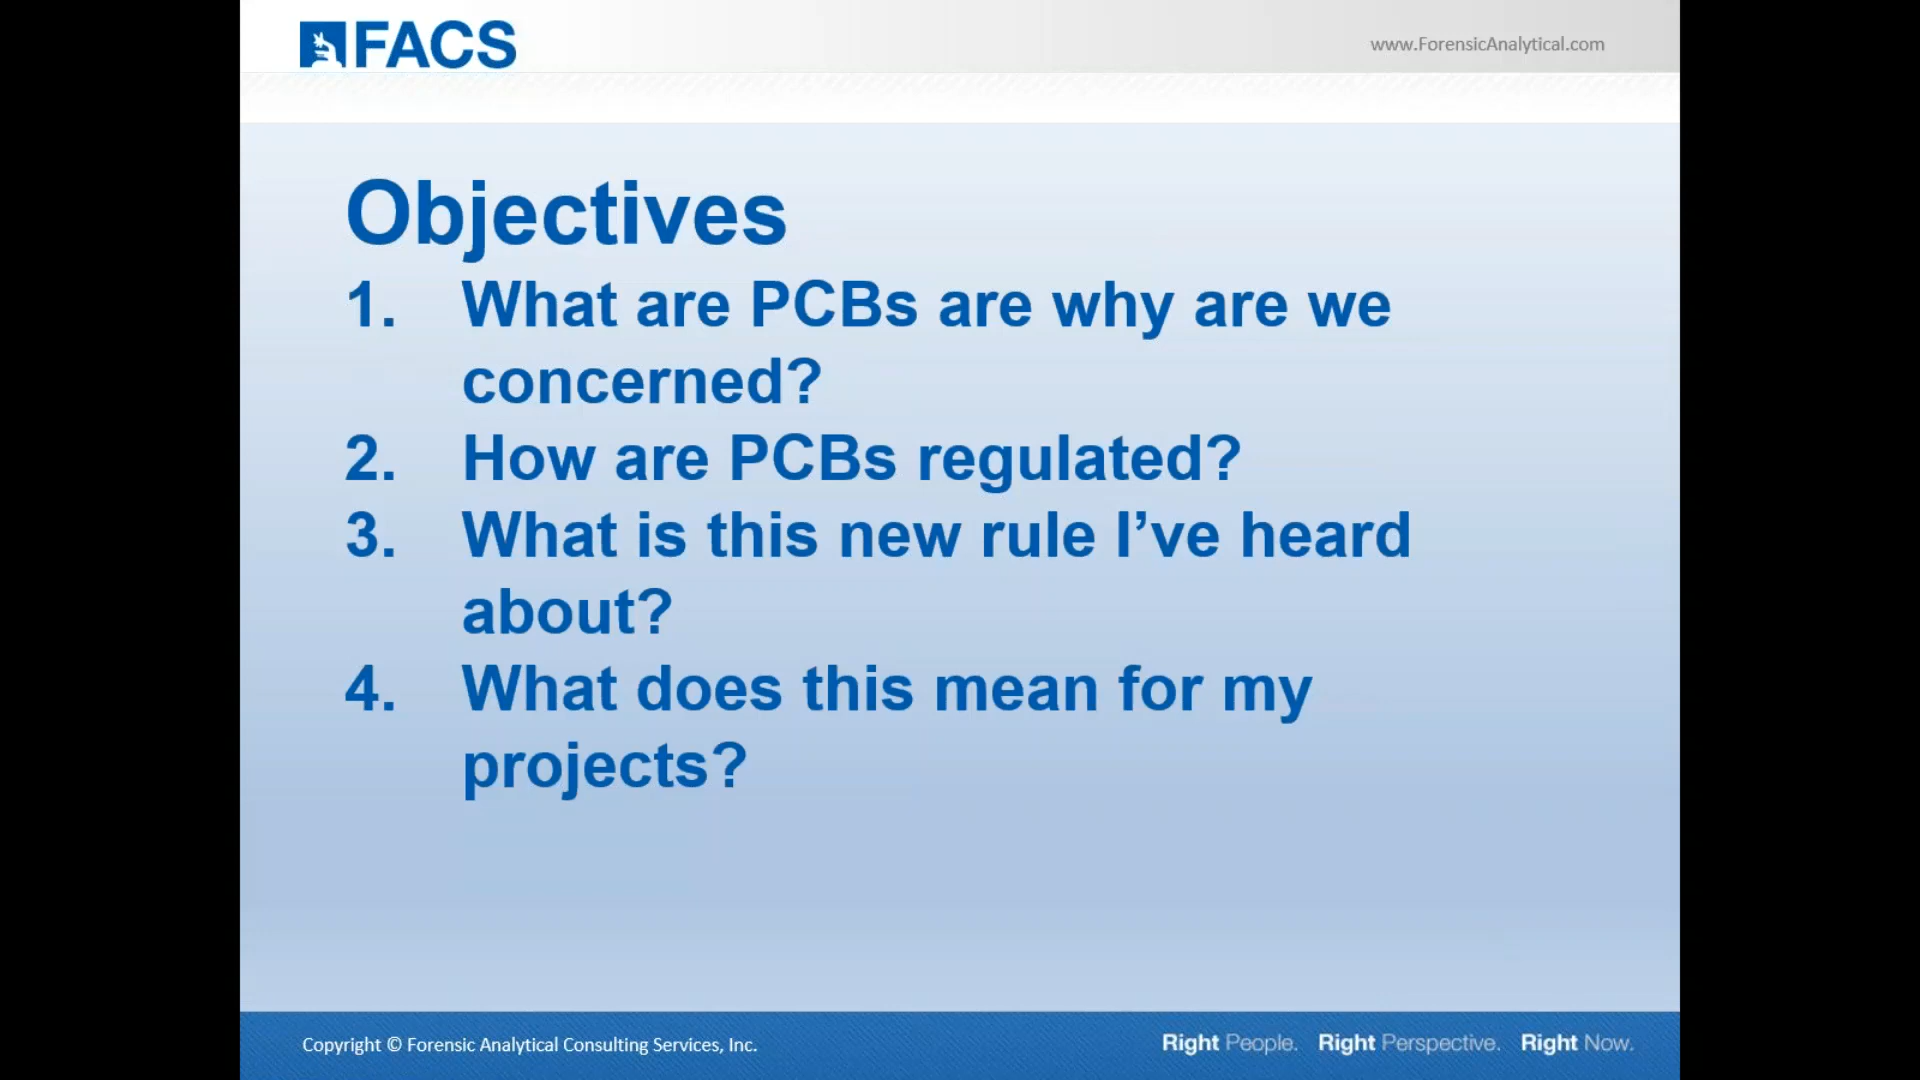 FACS
www.ForensicAnalytical.com
Objectives
1. What are PCBs are why are we
concerned?
2. How are PCBs regulated?
3. What is this new rule I’ve heard
about?
4. What does this mean for my
projects?
Copyright © Forensic Analytical Consulting Services, Inc.
Right People. Right Perspective. Right Now.